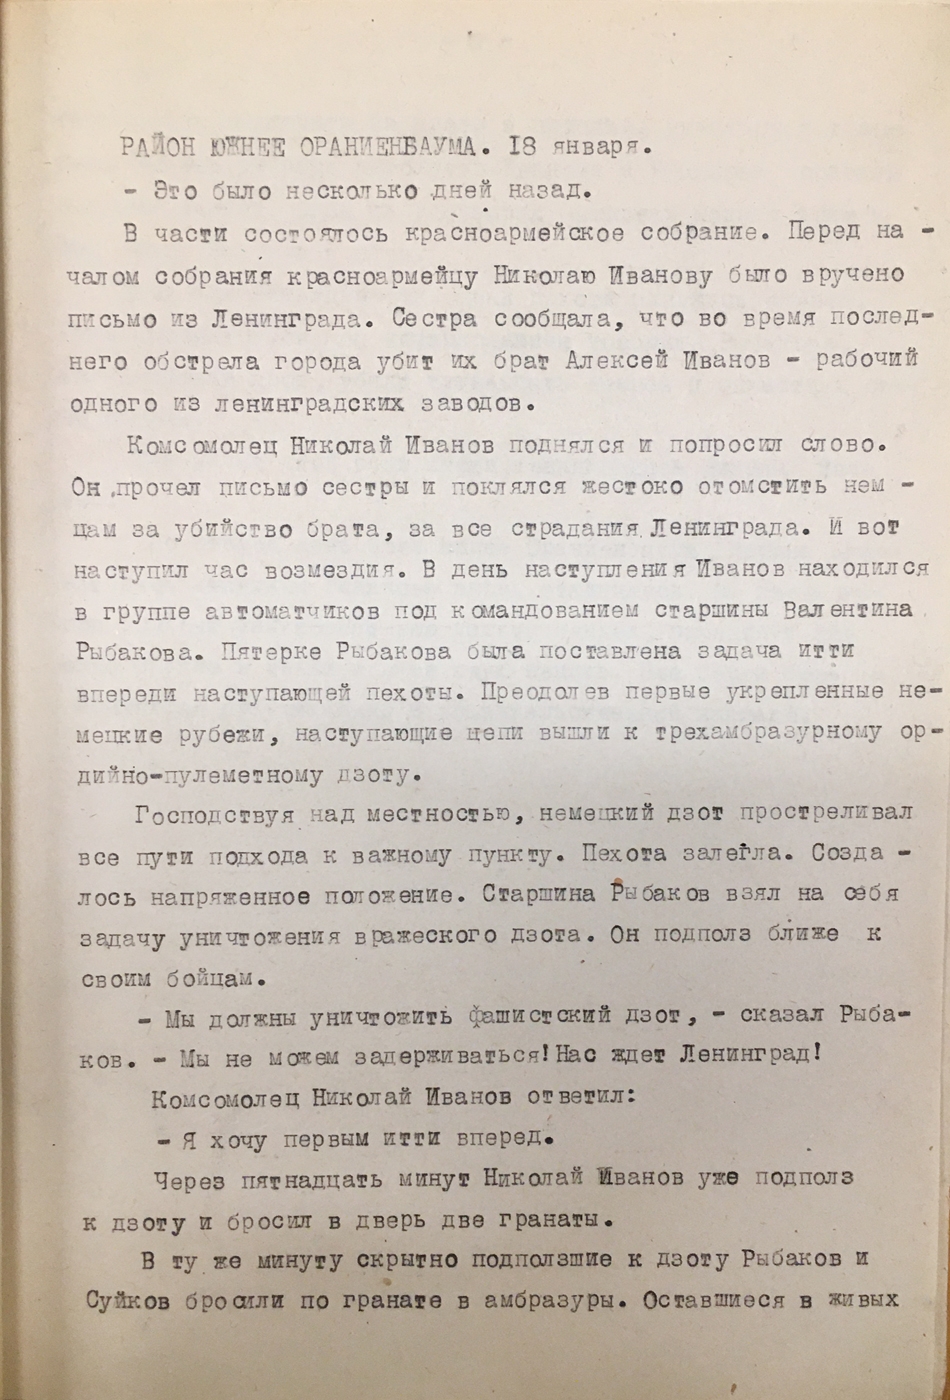 РАЙОН ЮЖНЕЕ ОРАНИЕНБАУМА. 18 января.
- Это было несколько дней назад.
В части состоялось красноармейское собрание. Перед на -
чалом собрания красноармейцу Николаю Иванову было вручено
письмо из Ленинграда. Сестра сообщала, что во время послед-
него обстрела города убит их брат Алексей Иванов - рабочий
одного из ленинградских заводов.
Комсомолец Николай Иванов поднялся и попросил слово.
Он прочел письмо сестры и поклялся жестоко отомстить нем -
цам за убийство брата, за все страдания Ленинграда. И вот
наступил час возмездия. В день наступления Иванов находился
в группе автоматчиков под командованием старшины Валентина
Рыбакова. Пятерке Рыбакова была поставлена задача итти
впереди наступающей пехоты. Преодолев первые укрепленные не-
мецкие рубежи, наступающие цепи вышли к трехамбразурному ор-
дийно-пулеметному дзоту.
Господствуя над местностью, немецкий дзот простреливал
все пути подхода к важному пункту. Пехота залегла. Созда -
лось напряженное положение. Старшина Рыбаков взял на себя
задачу уничтожения вражеского дзота. Он подполз ближе к
своим бойцам.
- Мы должны уничтожить фашистский дзот, - сказал Рыба-
ков. - Мы не можем задерживаться! Нас ждет Ленинград!
Комсомолец Николай Иванов ответил:
- Я хочу первым итти вперед.
Через пятнадцать минут Николай Иванов уже подполз
к дзоту и бросил в дверь две гранаты.
В ту же минуту скрытно подползшие к дзоту Рыбаков и
Суйков бросили по гранате в амбразуры. Оставшиеся в живых